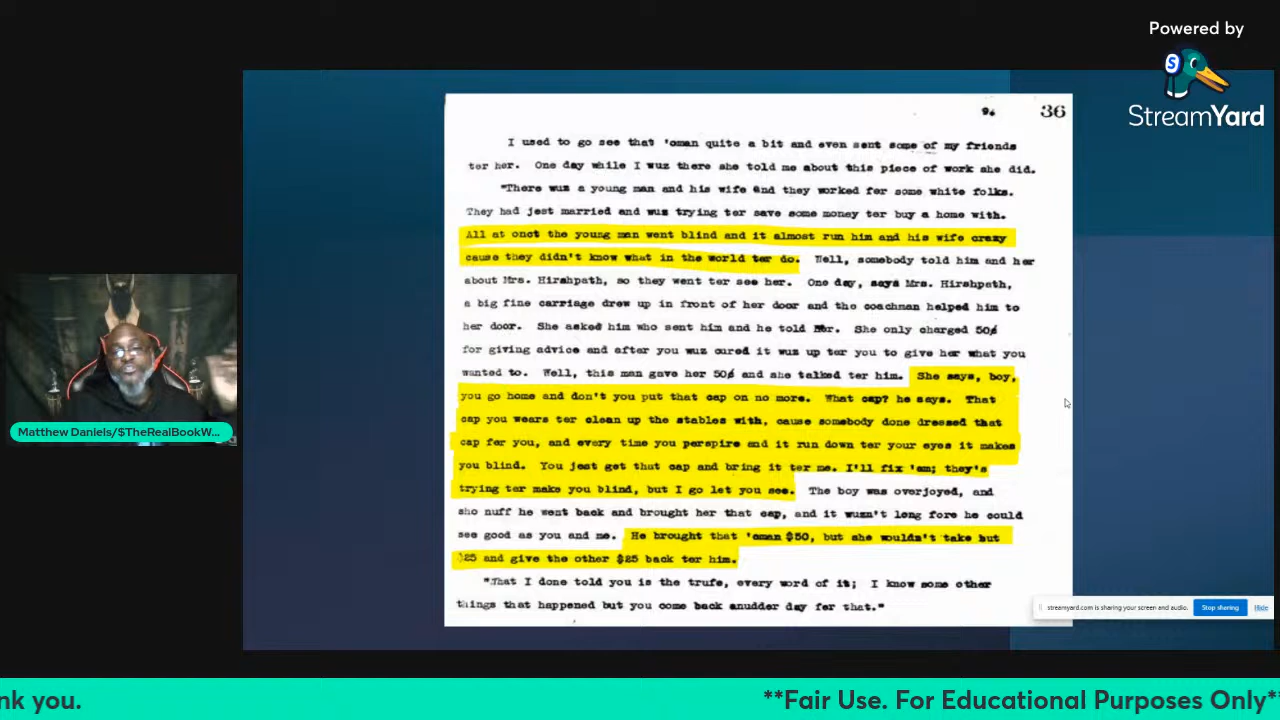 Powered by
StreamYard
96 36
I used to go see that 'oman quite a bit and even sent some of my friends
ter her. One day while I wuz there she told me about this piece of work she did.
"There wuz a young man and his wife and they worked fer some white folks.
They had jest married and wus trying ter save some money ter buy a home with.
All at onct the young man went blind and it almost run him and his wife crazy
cause they didn't know what in the world ter do. Well, somebody told him and her
about Mrs. Hirshpath, so they went ter see her. One day, says Mrs. Hirshpath,
a big fine carriage drew up in front of her door and the coachman helped him to
her door. She asked him who sent him and he told her. She only charged 50¢
for giving advice and after you wuz cured it wuz up ter you to give her what you
wanted to. Well, this man gave her 50¢ and she talked ter him. She says, boy,
you go home and don't you put that cap on no more. What cap? he says. That
cap you wears ter clean up the stables with, cause somebody done dressed that
cap fer you, and every time you perspire and it run down ter your eyes it makes
you blind. You jest get that cap and bring it ter me. I'll fix 'em; they's
trying ter make you blind, but I go let you see. The boy was overjoyed, and
sho nuff he went back and brought her that cap, and it wuzn't long fore he could
see good as you and me. He brought that 'oman $50, but she wouldn't take but
$25 and give the other $25 back ter him.
"What I done told you is the trufe, every word of it; I know some other
things that happened but you come back anudder day fer that."
Matthew Daniels/$TheRealBookW...
streamyard.com is sharing your screen and audio. Stop sharing Hide
nk you. **Fair Use. For Educational Purposes Only*